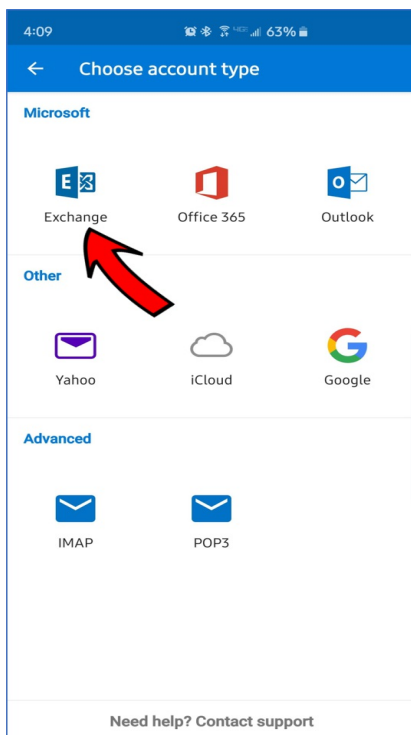 4:09 63%
Choose account type
Microsoft
Exchange Office 365 Outlook
Other
Yahoo iCloud Google
Advanced
IMAP POP3
Need help? Contact support